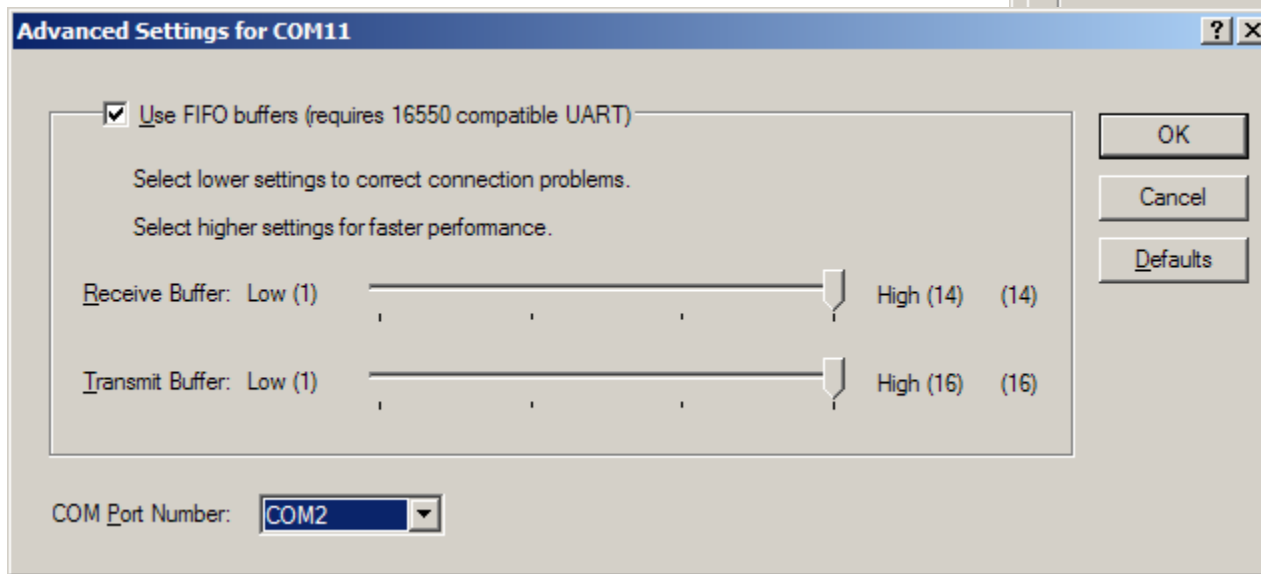 Advanced Settings for COM11
Use FIFO buffers (requires 16550 compatible UART)
OK
Select lower settings to correct connection problems.
Cancel
Select higher settings for faster performance.
Defaults
Receive Buffer: Low (1) High (14) (14)
Transmit Buffer: Low (1) High (16) (16)
COM Port Number: COM2